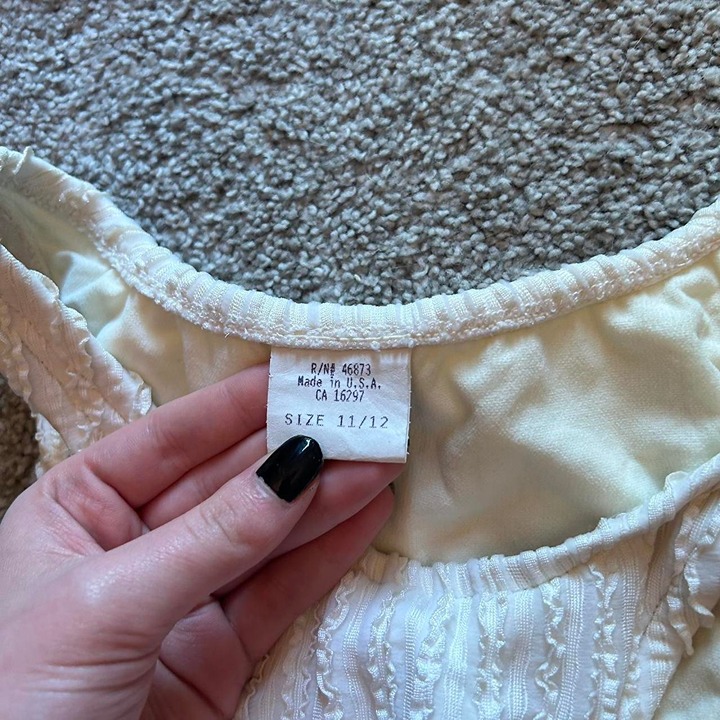 R/N# 46873
Made in U.S.A.
CA 16297
SIZE 11/12